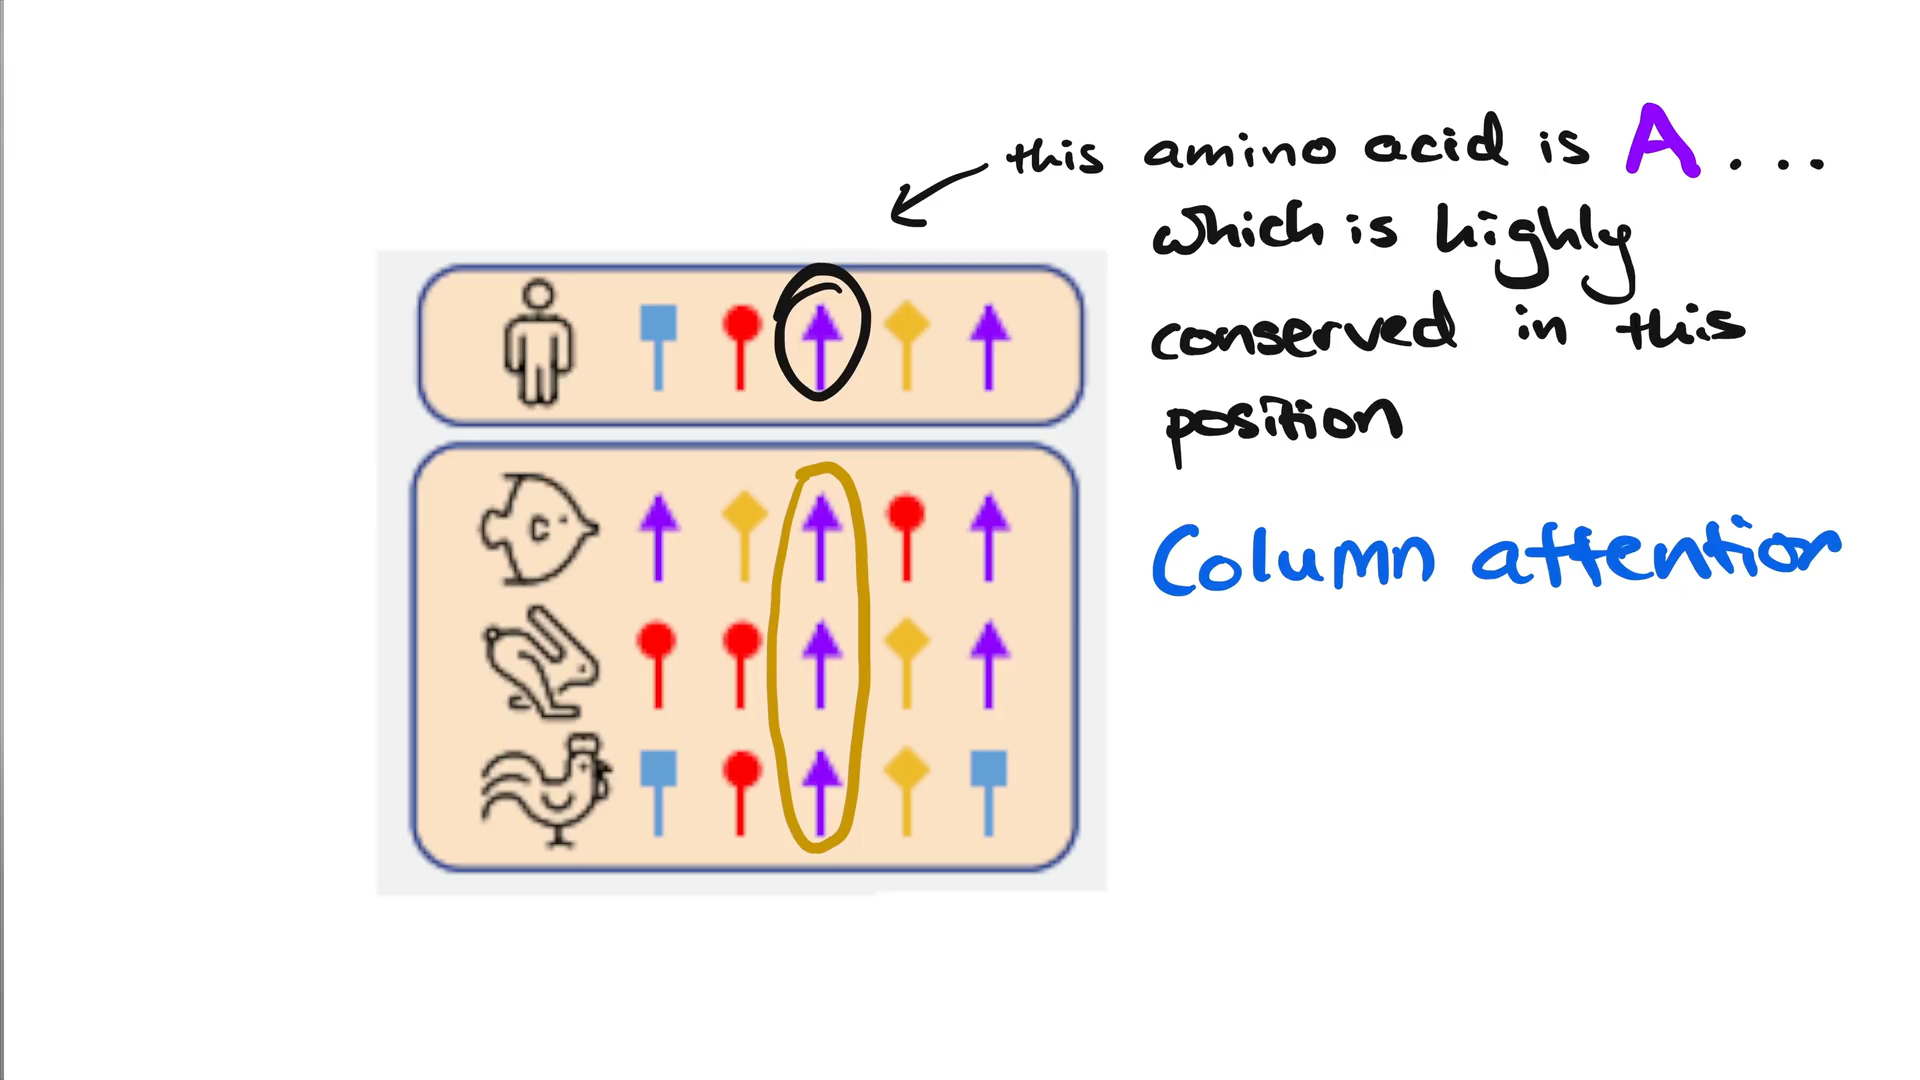 this amino acid is A...
which is highly
conserved in this
position
Column attention